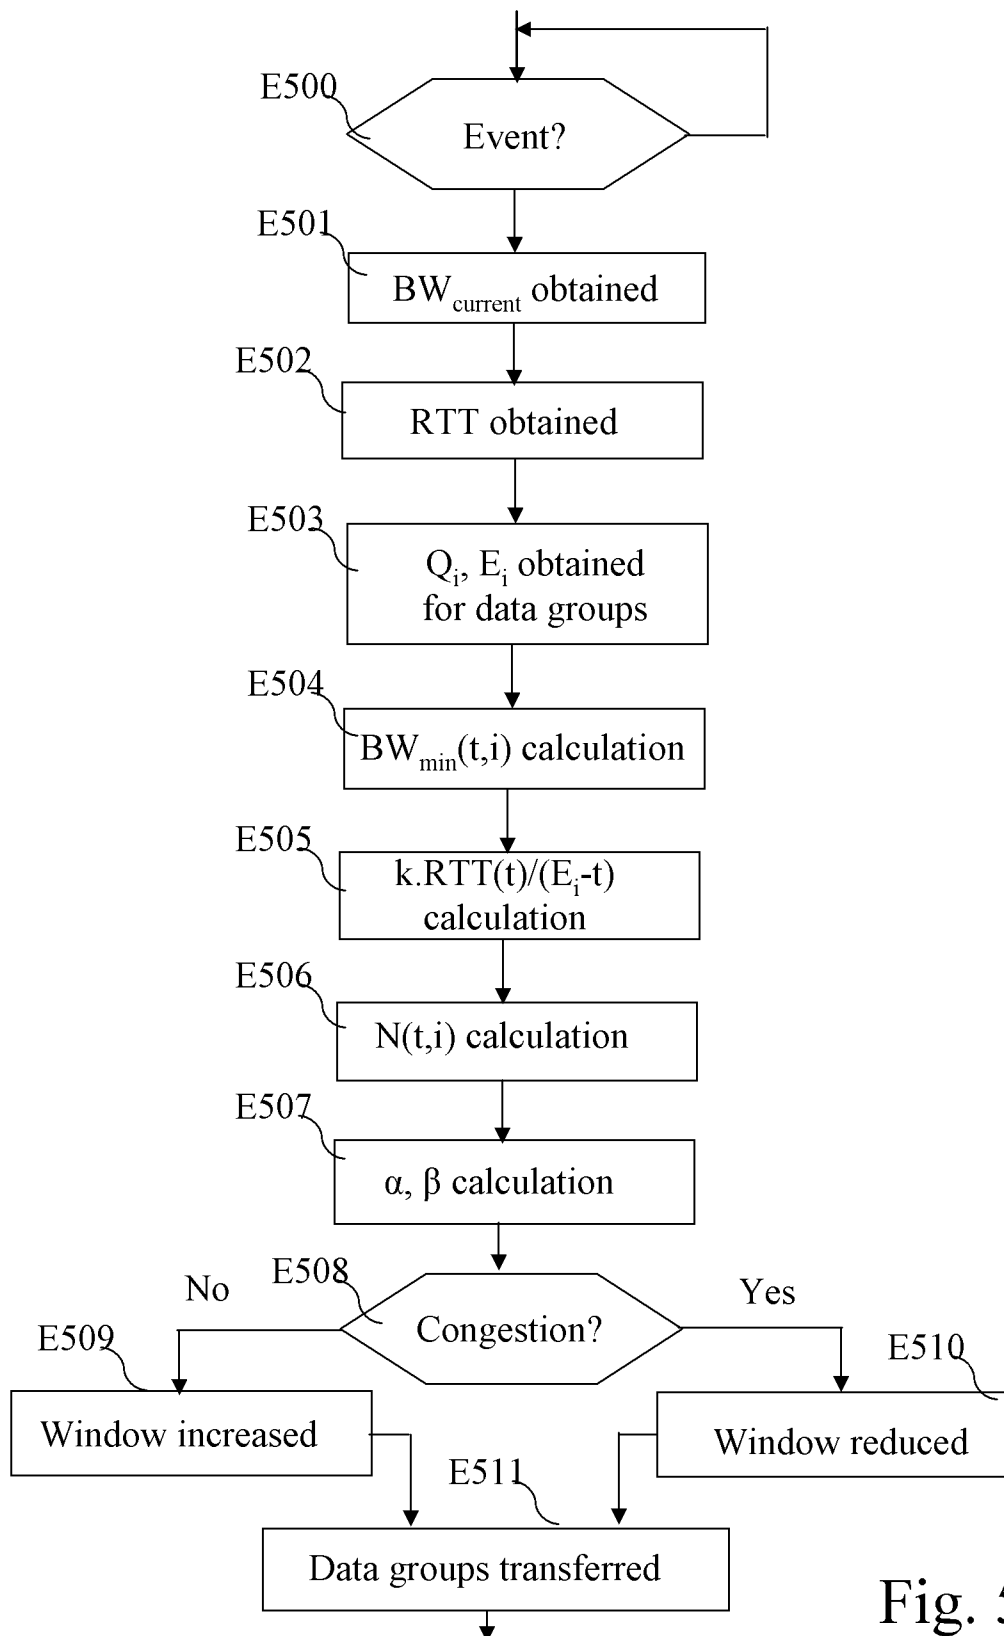 E500
Event?
E501
BWcurrent obtained
E502
RTT obtained
E503
Qi, Ei obtained
for data groups
E504
BWmin(t,i) calculation
E505
k.RTT(t)/(Ei-t)
calculation
E506
N(t,i) calculation
E507
α, β calculation
E508
No
Yes
Congestion?
E509
E510
Window increased
Window reduced
E511
Data groups transferred
Fig. 5